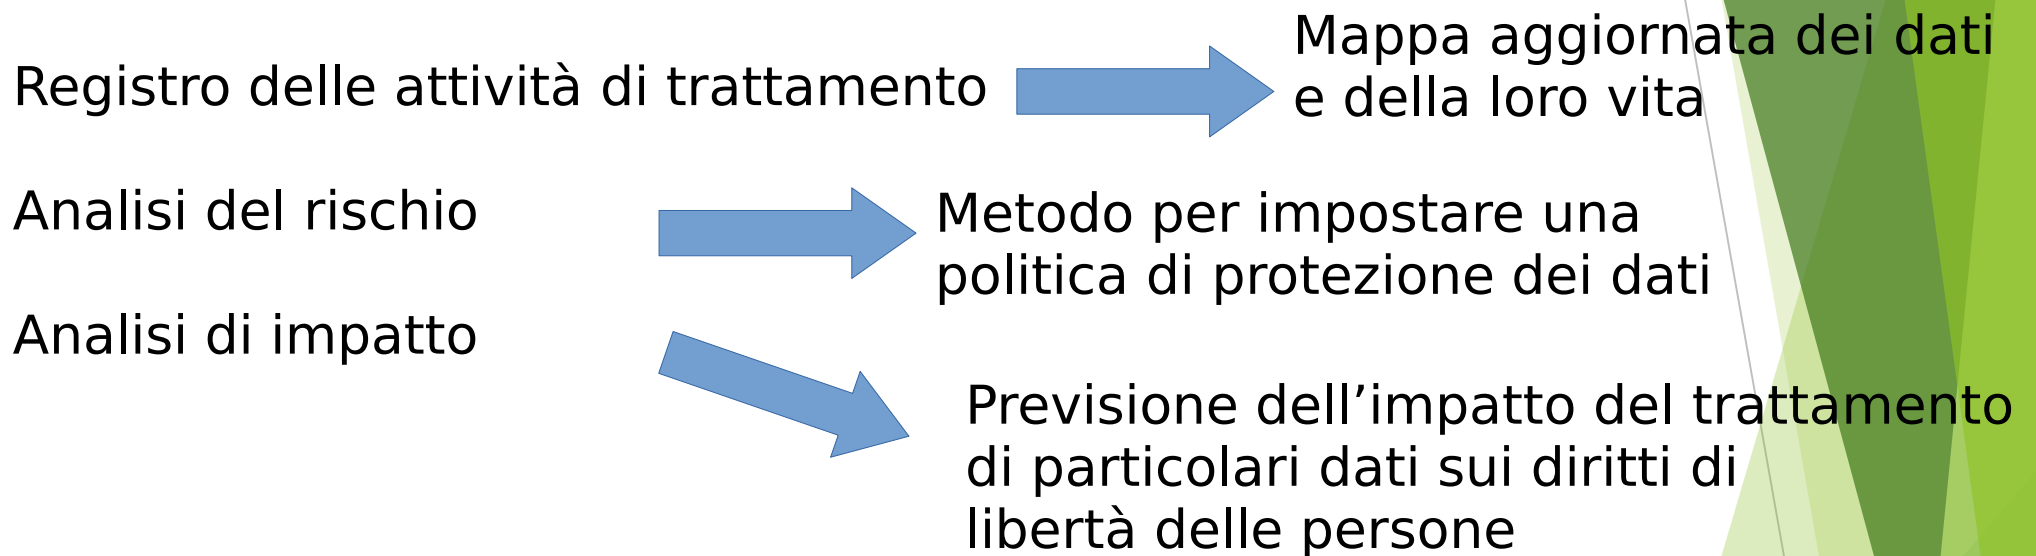 Registro delle attività di trattamento
Mappa aggiornata dei dati
e della loro vita
Analisi del rischio
Metodo per impostare una
politica di protezione dei dati
Analisi di impatto
Previsione dell’impatto del trattamento
di particolari dati sui diritti di
libertà delle persone